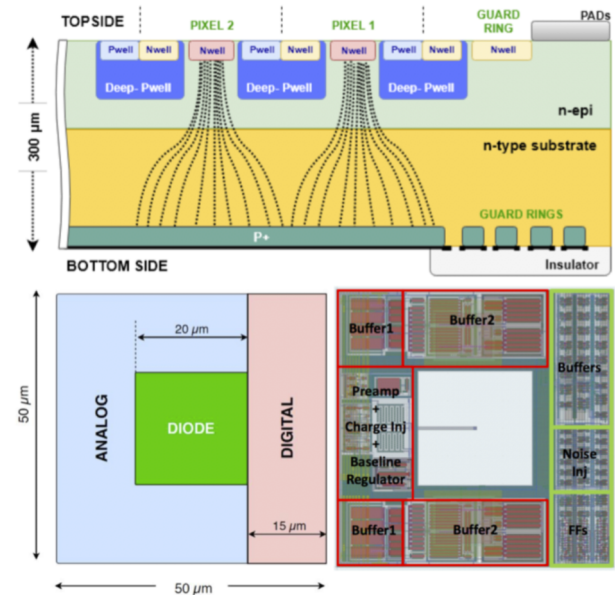 TOPSIDE
PIXEL 2
PIXEL 1
GUARD
RING
PADs
Pwell
Nwell
Nwell
Pwell
Nwell
Nwell
Pwell
Nwell
Nwell
Deep- Pwell
Deep- Pwell
Deep- Pwell
n-epi
300 µm
n-type substrate
GUARD RINGS
P+
BOTTOM SIDE
Insulator
50 µm
20 µm
ANALOG
DIODE
DIGITAL
15 µm
50 µm
Buffer1
Buffer2
Buffers
Preamp
+
Charge Inj
+
Baseline
Regulator
Noise
Inj
Buffer1
Buffer2
FFs